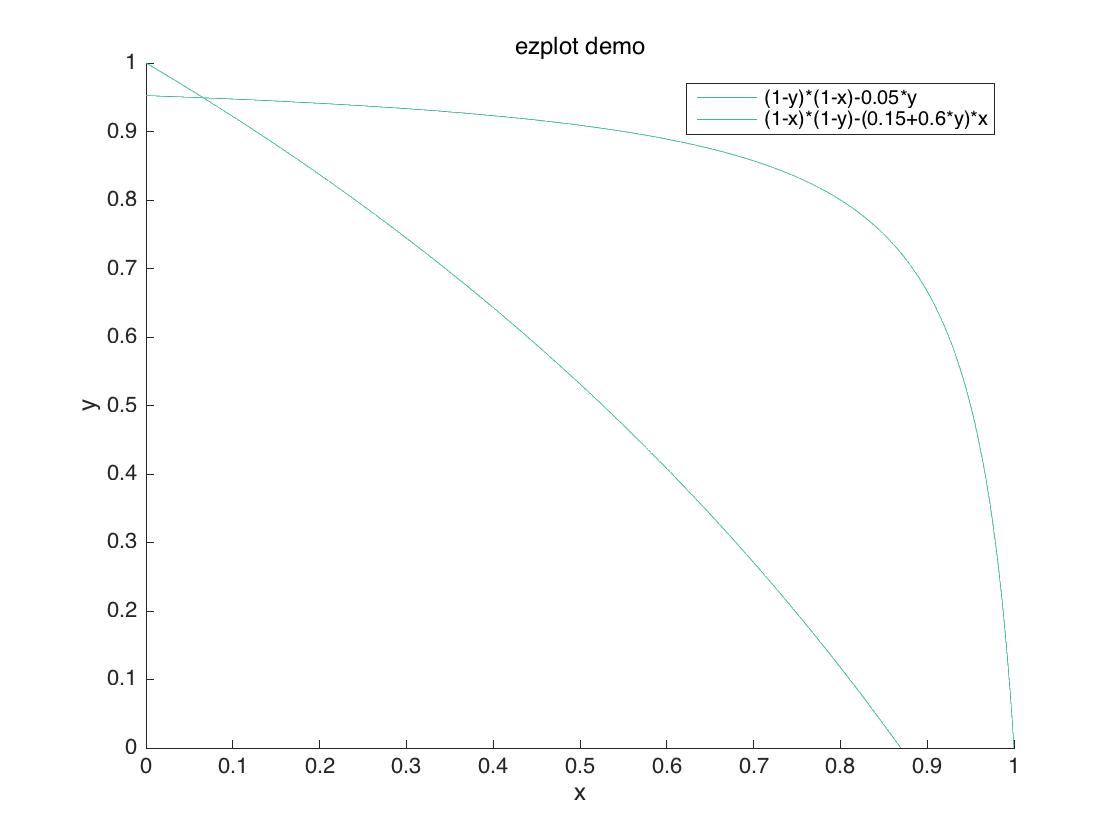 ezplot demo
(1-y)*(1-x)-0.05*y
(1-x)*(1-y)-(0.15+0.6*y)*x
1
0.9
0.8
0.7
0.6
0.5
0.4
0.3
0.2
0.1
0
y
0 0.1 0.2 0.3 0.4 0.5 0.6 0.7 0.8 0.9 1
x